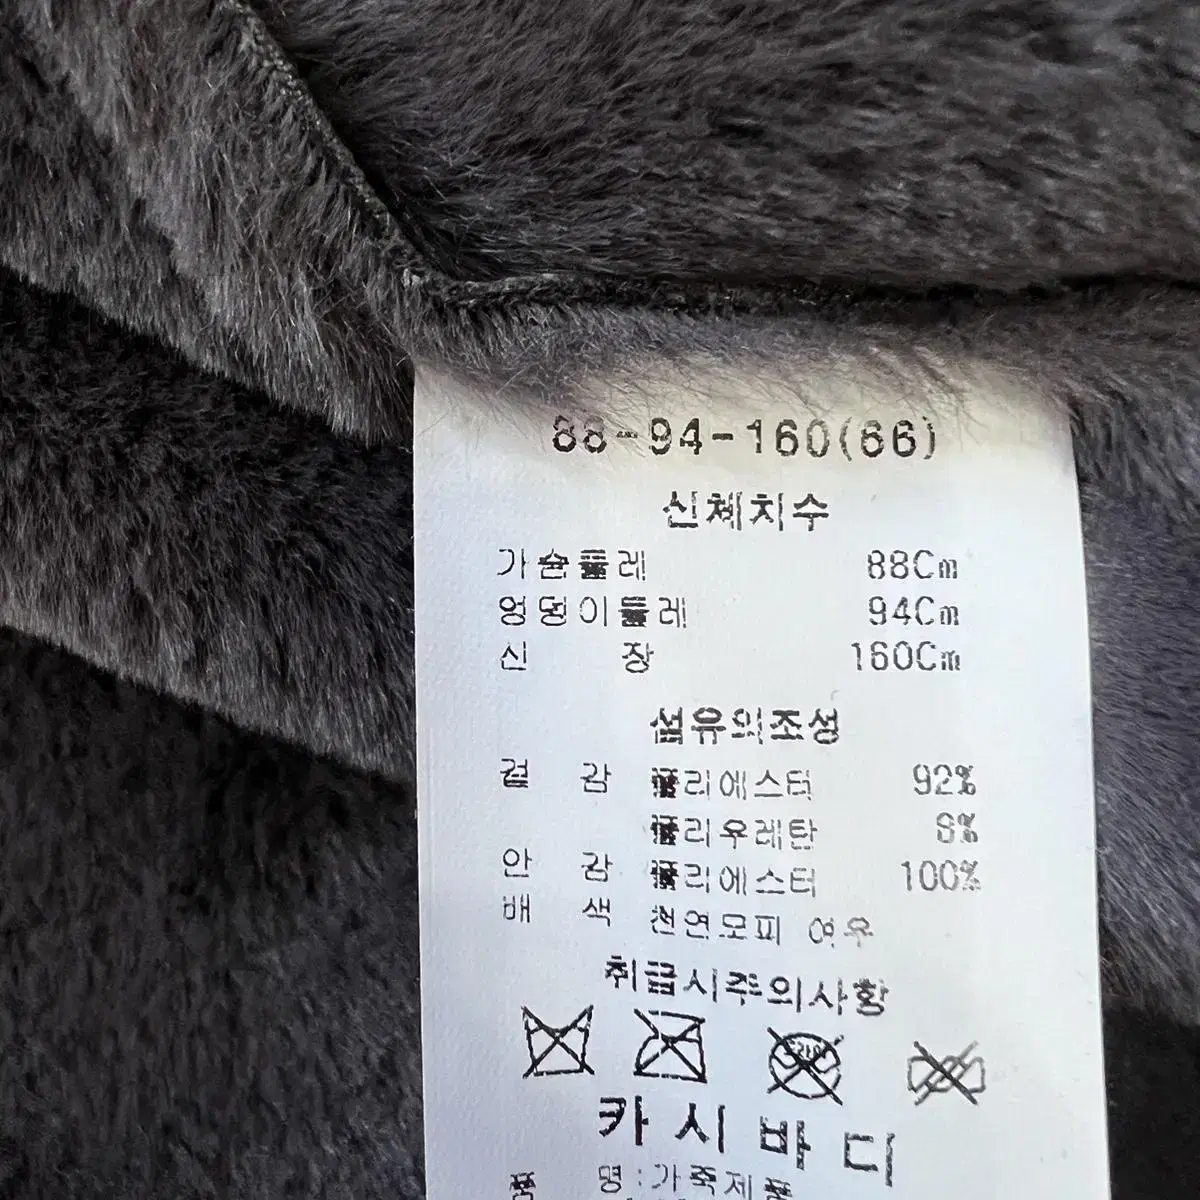 88-94-160(66)
신체치수
가슴둘레 88Cm
엉덩이둘레 94Cm
신 장 160Cm
섬유의조성
겉 감 폴리에스터 92%
폴리우레탄 8%
안 감 폴리에스터 100%
배 색 천연모피 여우
취급시주의사항
카시바디
품 명:가죽제품